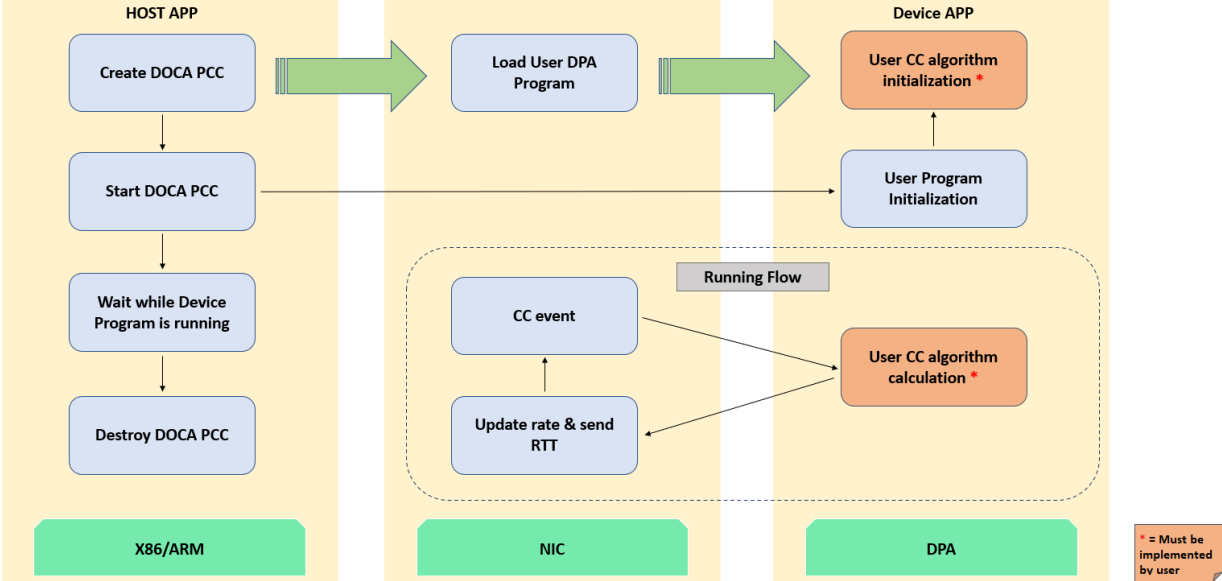 HOST APP
Device APP
Create DOCA PCC
Load User DPA
Program
User CC algorithm
initialization *
Start DOCA PCC
User Program
Initialization
Running Flow
Wait while Device
Program is running
CC event
User CC algorithm
calculation *
Destroy DOCA PCC
Update rate & send
RTT
X86/ARM
NIC
DPA
* = Must be
implemented
by user